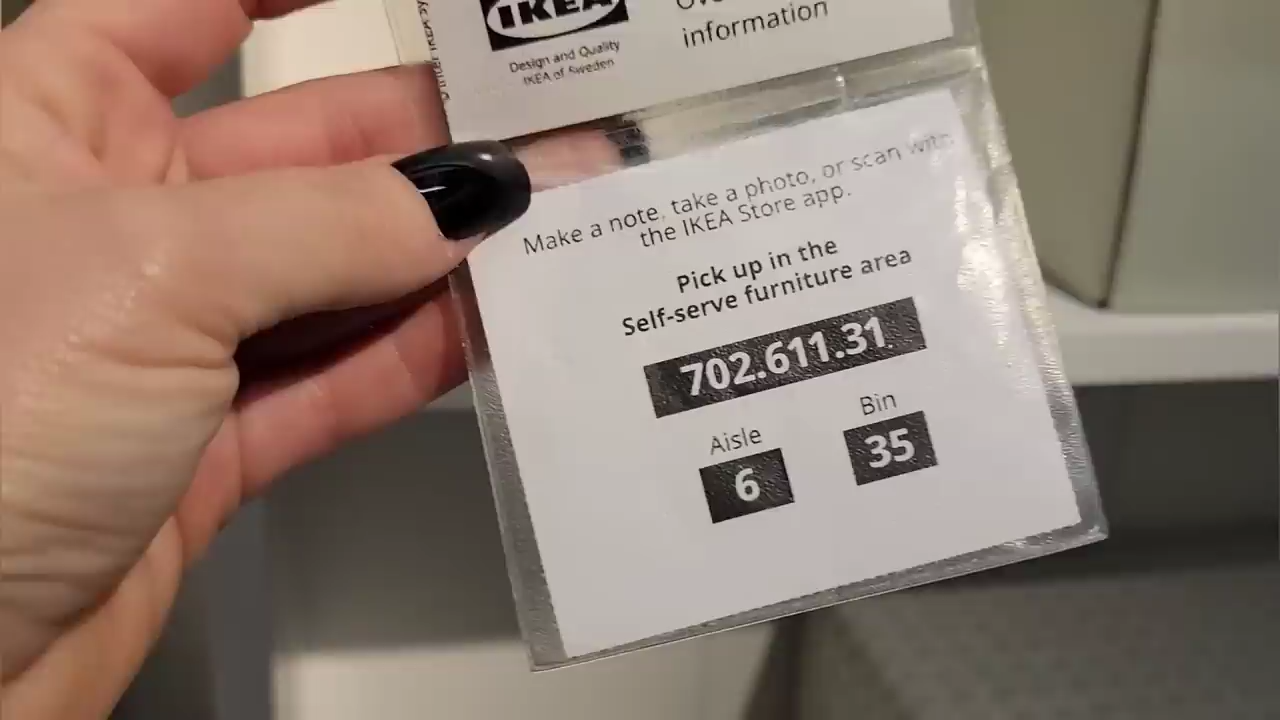 IKEA
Design and Quality
IKEA of Sweden
information
Make a note, take a photo, or scan with
the IKEA Store app.
Pick up in the
Self-serve furniture area
702.611.31
Aisle
Bin
6
35